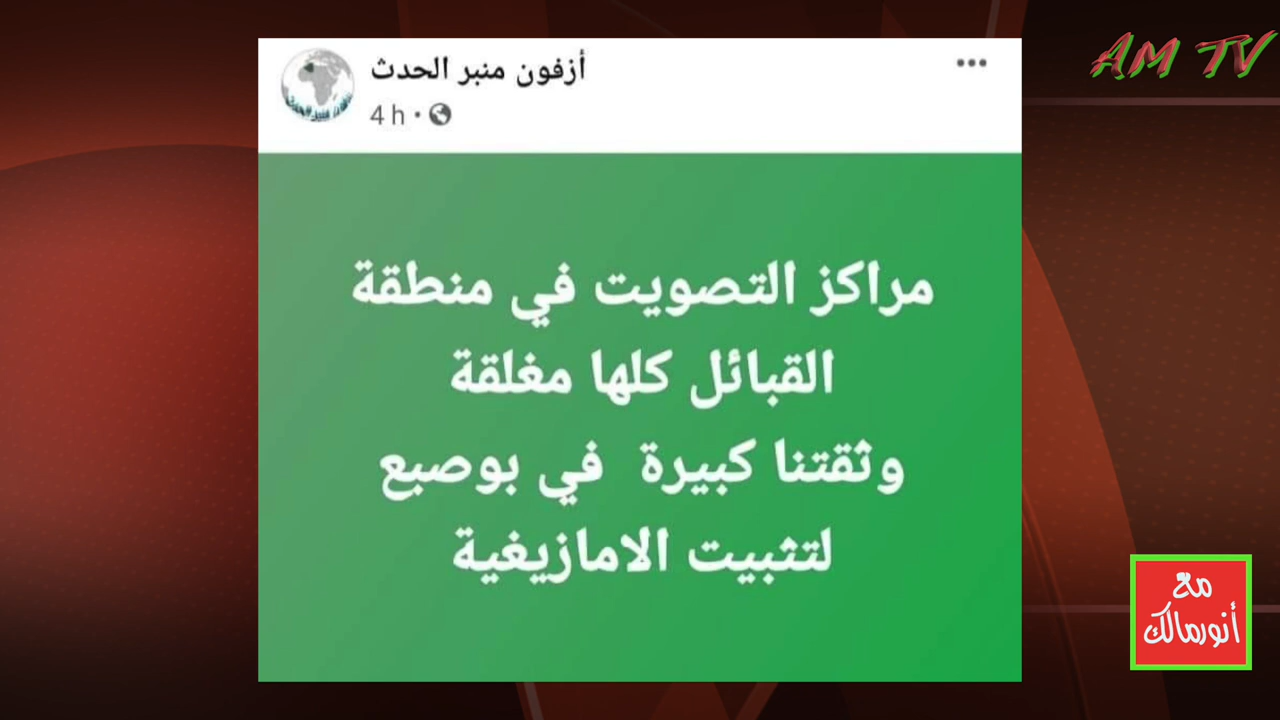 AM TV
أزفون منبر الحدث
4 h
مراكز التصويت في منطقة
القبائل كلها مغلقة
وثقتنا كبيرة في بوصبع
لتثبيت الامازيغية
مع
أنورمالك